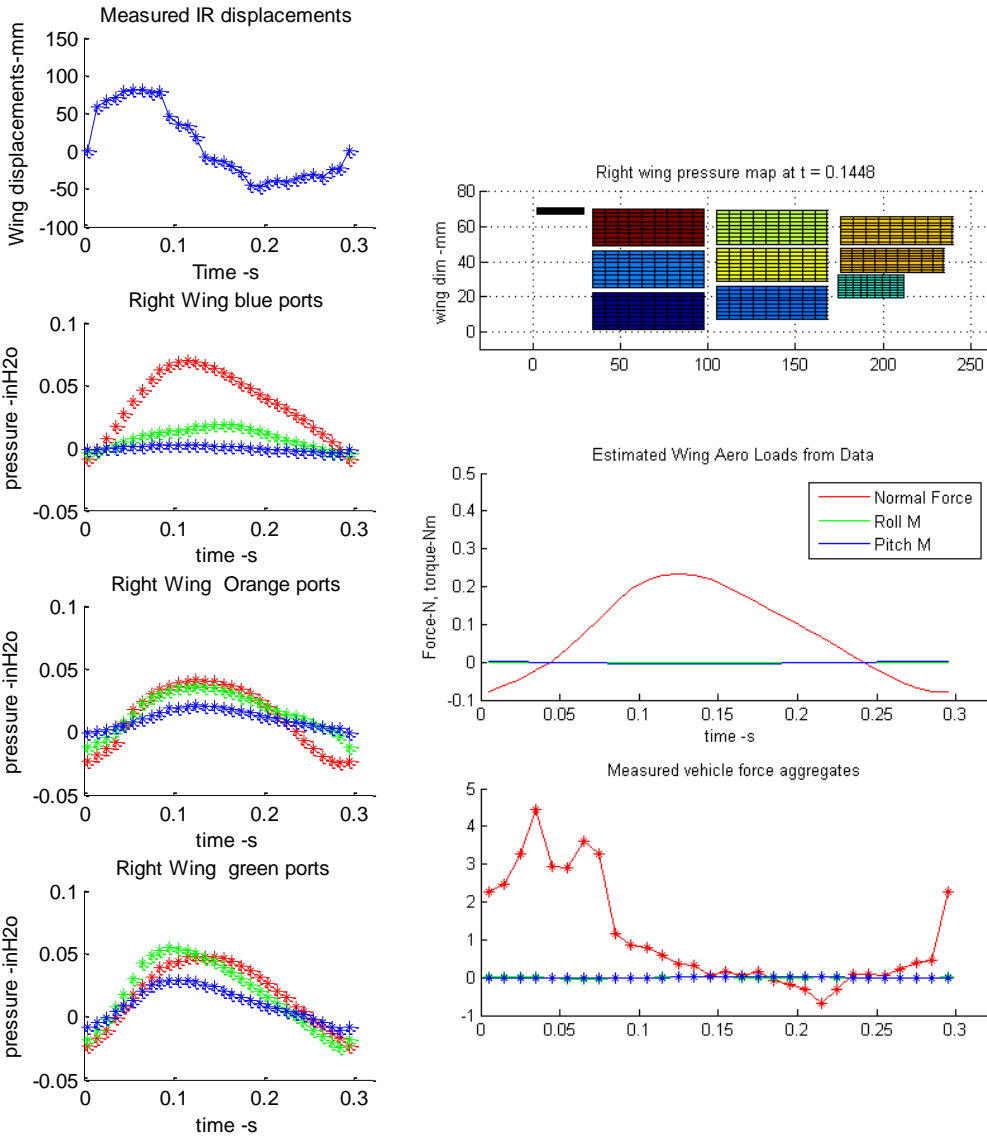 Measured IR displacements
Wing displacements-mm
150
100
50
0
-50
-100
0 0.1 0.2 0.3
Time -s
Right Wing blue ports
pressure -inH2o
0.1
0.05
0
-0.05
0 0.1 0.2 0.3
time -s
Right Wing Orange ports
pressure -inH2o
0.1
0.05
0
-0.05
0 0.1 0.2 0.3
time -s
Right Wing green ports
pressure -inH2o
0.1
0.05
0
-0.05
0 0.1 0.2 0.3
time -s
Right wing pressure map at t = 0.1448
wing dim -mm
80
60
40
20
0
0 50 100 150 200 250
Estimated Wing Aero Loads from Data
Force-N, torque-Nm
0.5
0.4
0.3
0.2
0.1
0
-0.1
Normal Force
Roll M
Pitch M
0 0.05 0.1 0.15 0.2 0.25 0.3
time -s
Measured vehicle force aggregates
5
4
3
2
1
0
-1
0 0.05 0.1 0.15 0.2 0.25 0.3